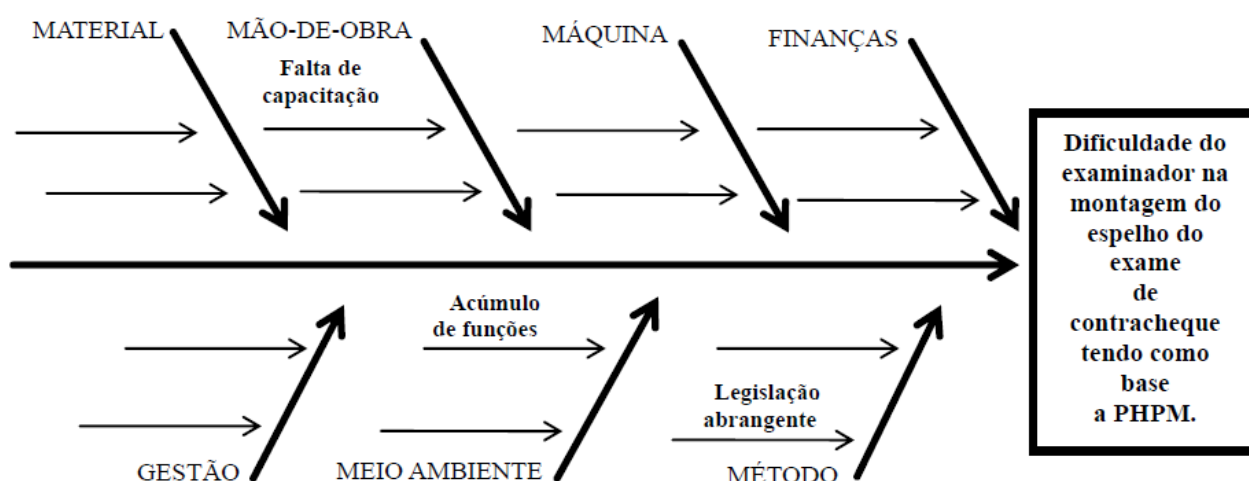 MATERIAL
MÃO-DE-OBRA
MÁQUINA
FINANÇAS
Falta de
capacitação
Dificuldade do
examinador na
montagem do
espelho do
exame
de
contracheque
tendo como
base
a PHPM.
Acúmulo
de funções
Legislação
abrangente
GESTÃO
MEIO AMBIENTE
MÉTODO